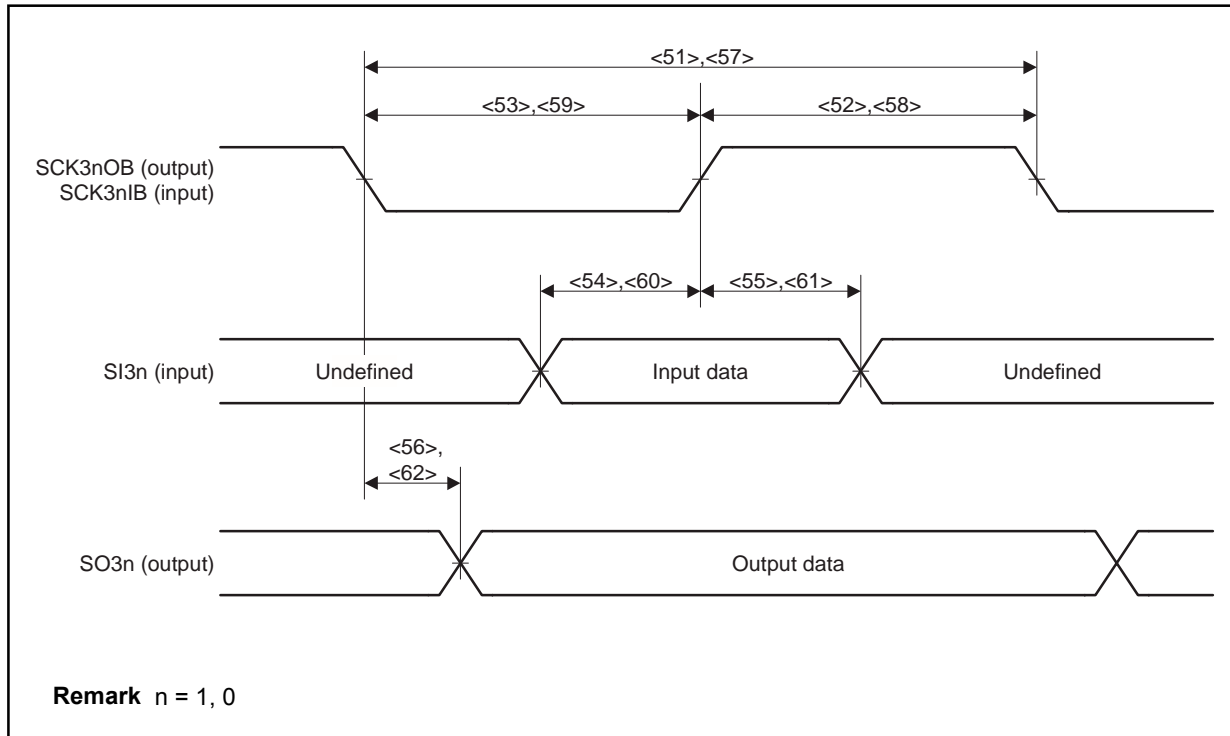 <51>,<57>
<53>,<59>
<52>,<58>
SCK3nOB (output)
SCK3nIB (input)
<54>,<60>
<55>,<61>
SI3n (input)
Undefined
Input data
Undefined
<56>,
<62>
SO3n (output)
Output data
Remark n = 1, 0